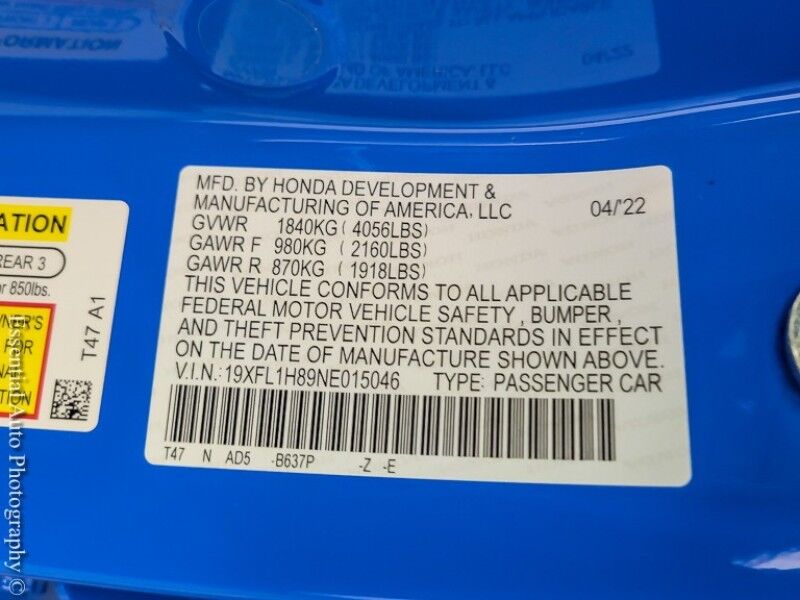 MFD. BY HONDA DEVELOPMENT &
MANUFACTURING OF AMERICA, LLC 04/'22
GVWR 1840KG ( 4056LBS)
GAWR F 980KG ( 2160LBS)
GAWR R 870KG ( 1918LBS)
THIS VEHICLE CONFORMS TO ALL APPLICABLE
FEDERAL MOTOR VEHICLE SAFETY , BUMPER ,
AND THEFT PREVENTION STANDARDS IN EFFECT
ON THE DATE OF MANUFACTURE SHOWN ABOVE.
V.I.N.:19XFL1H89NE015046 TYPE: PASSENGER CAR
T47 N AD5 -B637P -Z -E
REAR 3
850lbs.
FOR
T47 A1
Essential Auto Photography ©